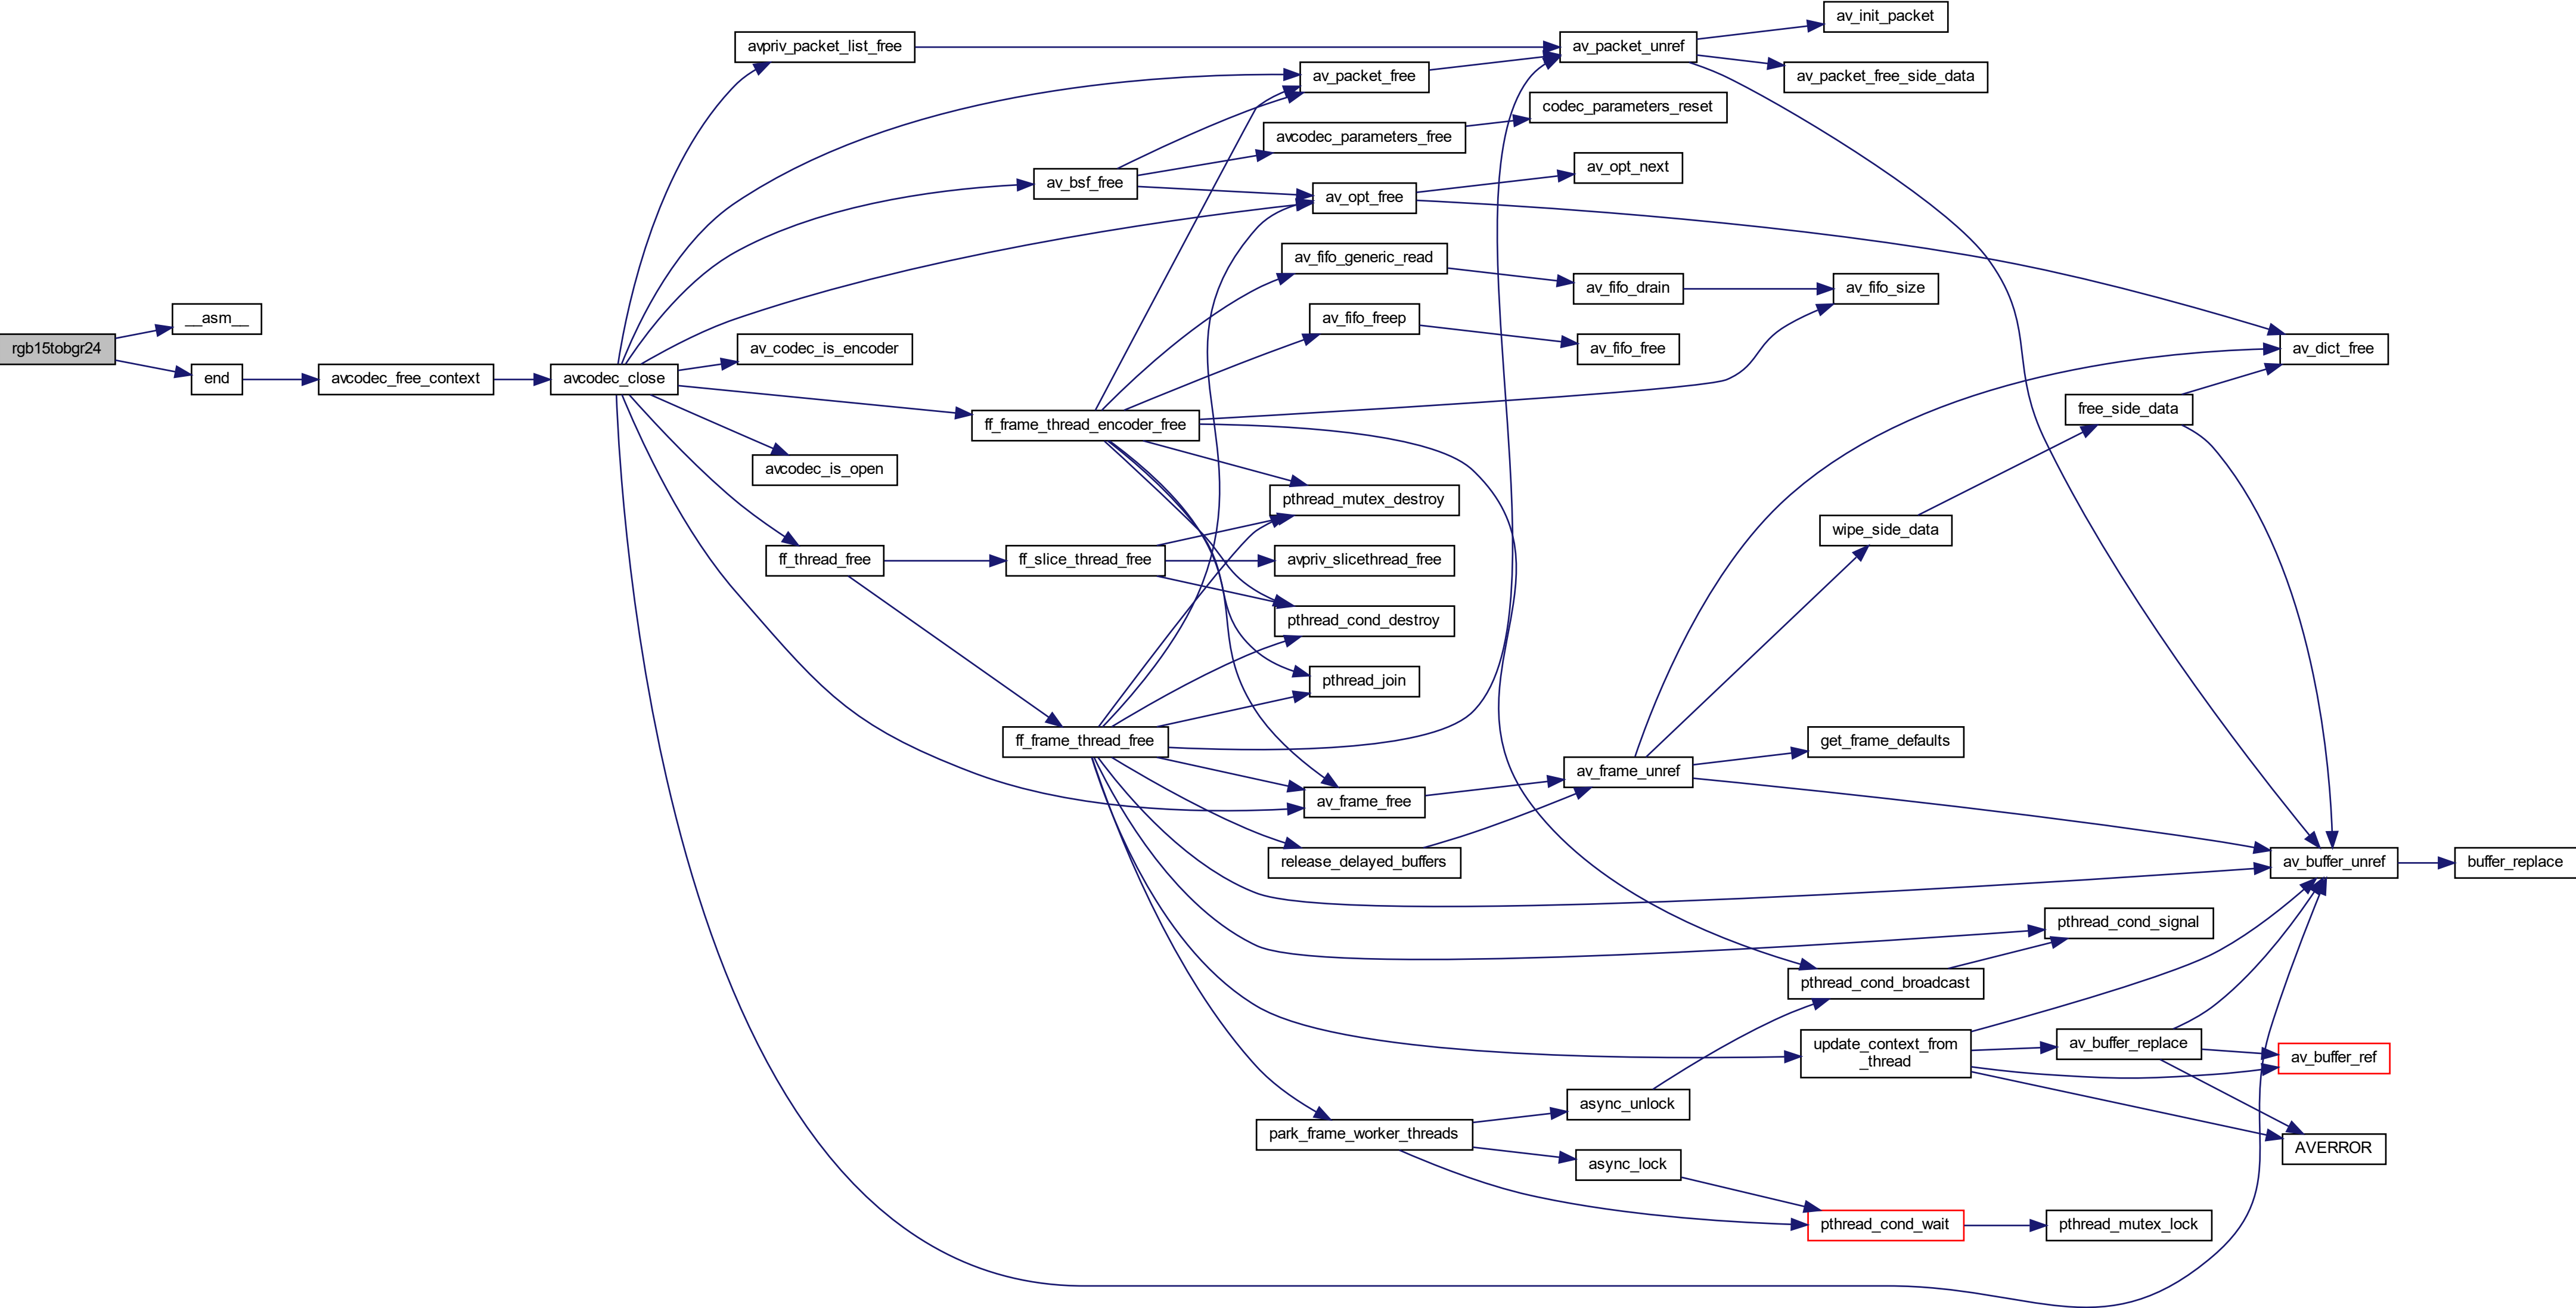 av_init_packet
avpriv_packet_list_free
av_packet_unref
av_packet_free
av_packet_free_side_data
codec_parameters_reset
avcodec_parameters_free
av_opt_next
av_bsf_free
av_opt_free
av_fifo_generic_read
av_fifo_drain
av_fifo_size
__asm__
av_fifo_freep
rgb15tobgr24
av_codec_is_encoder
av_fifo_free
av_dict_free
end
avcodec_free_context
avcodec_close
free_side_data
ff_frame_thread_encoder_free
avcodec_is_open
pthread_mutex_destroy
wipe_side_data
ff_thread_free
ff_slice_thread_free
avpriv_slicethread_free
pthread_cond_destroy
pthread_join
ff_frame_thread_free
get_frame_defaults
av_frame_unref
av_frame_free
release_delayed_buffers
av_buffer_unref
buffer_replace
pthread_cond_signal
pthread_cond_broadcast
update_context_from
_thread
av_buffer_replace
av_buffer_ref
async_unlock
park_frame_worker_threads
AVERROR
async_lock
pthread_cond_wait
pthread_mutex_lock